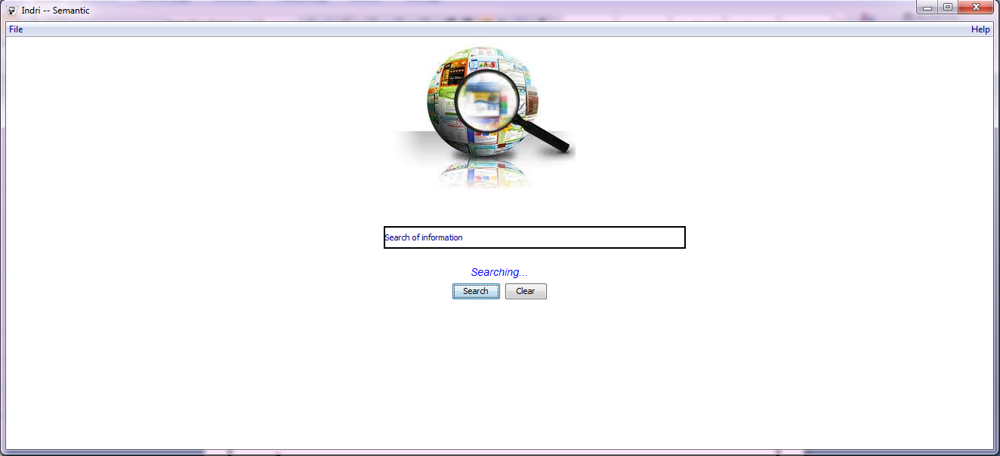 Indri -- Semantic
File Help
Search of information
Searching...
Search Clear